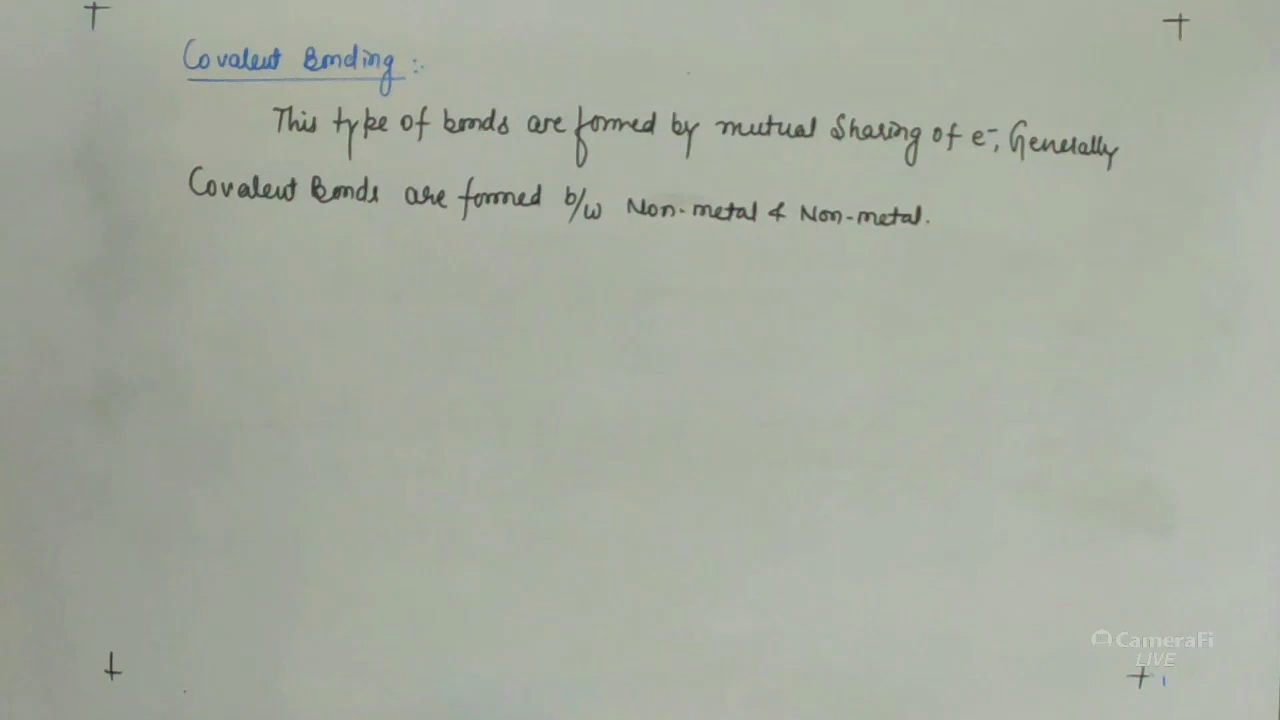 Covalent Bonding :-
This type of bonds are formed by mutual Sharing of e⁻, Generally
Covalent Bonds are formed b/w Non-metal & Non-metal.
CameraFi
LIVE